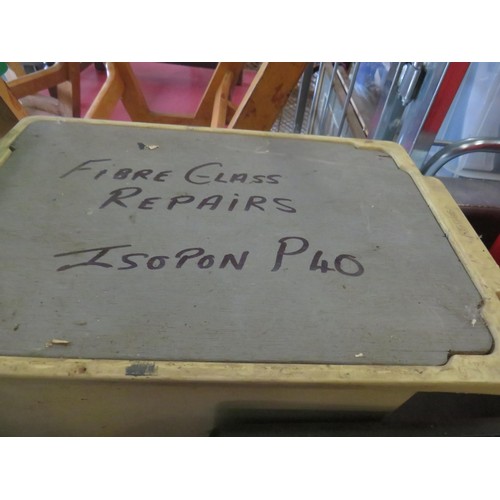 FIBRE GLASS
REPAIRS
ISOPON P40